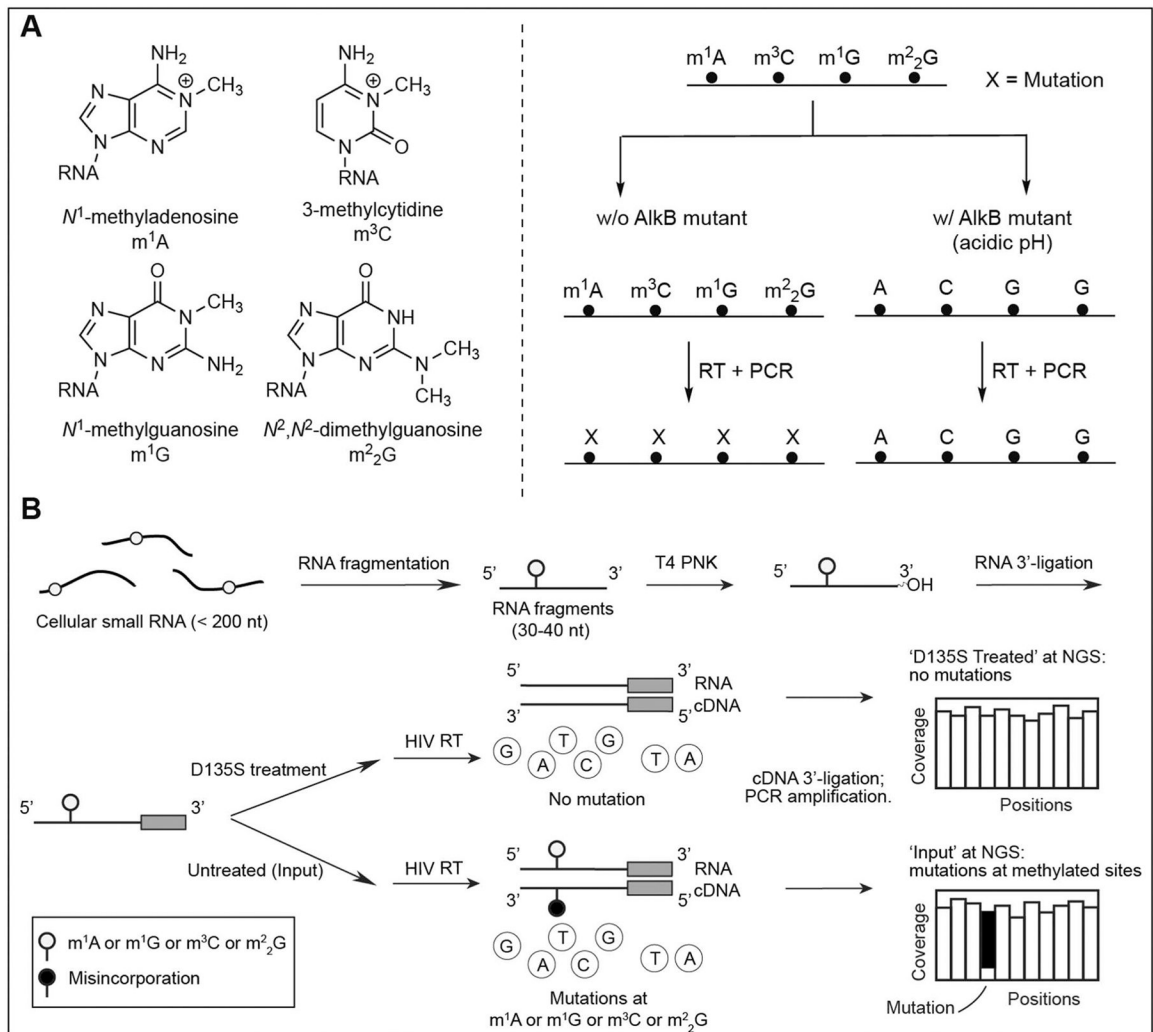 A
NH₂
⊕
CH₃
N
N
N
N
RNA
N¹-methyladenosine
m¹A
NH₂
⊕
CH₃
N
N
O
RNA
3-methylcytidine
m³C
O
CH₃
N
N
N
N
NH₂
RNA
N¹-methylguanosine
m¹G
O
N
NH
N
N
N
CH₃
CH₃
RNA
N²,N²-dimethylguanosine
m²₂G
m¹A m³C m¹G m²₂G
X = Mutation
w/o AlkB mutant
w/ AlkB mutant
(acidic pH)
m¹A m³C m¹G m²₂G
A C G G
RT + PCR
RT + PCR
X X X X
A C G G
B
Cellular small RNA (< 200 nt)
RNA fragmentation
5’ 3’
RNA fragments
(30-40 nt)
T4 PNK
5’ 3’
OH
RNA 3’-ligation
5’ 3’
D135S treatment
Untreated (Input)
HIV RT
5’ 3’
RNA
cDNA
3’ 5’
G A T C G T A
No mutation
cDNA 3’-ligation;
PCR amplification.
‘D135S Treated’ at NGS:
no mutations
Coverage
Positions
HIV RT
5’ 3’
RNA
cDNA
3’ 5’
G A T C G T A
Mutations at
m¹A or m¹G or m³C or m²₂G
‘Input’ at NGS:
mutations at methylated sites
Coverage
Mutation
Positions
m¹A or m¹G or m³C or m²₂G
Misincorporation